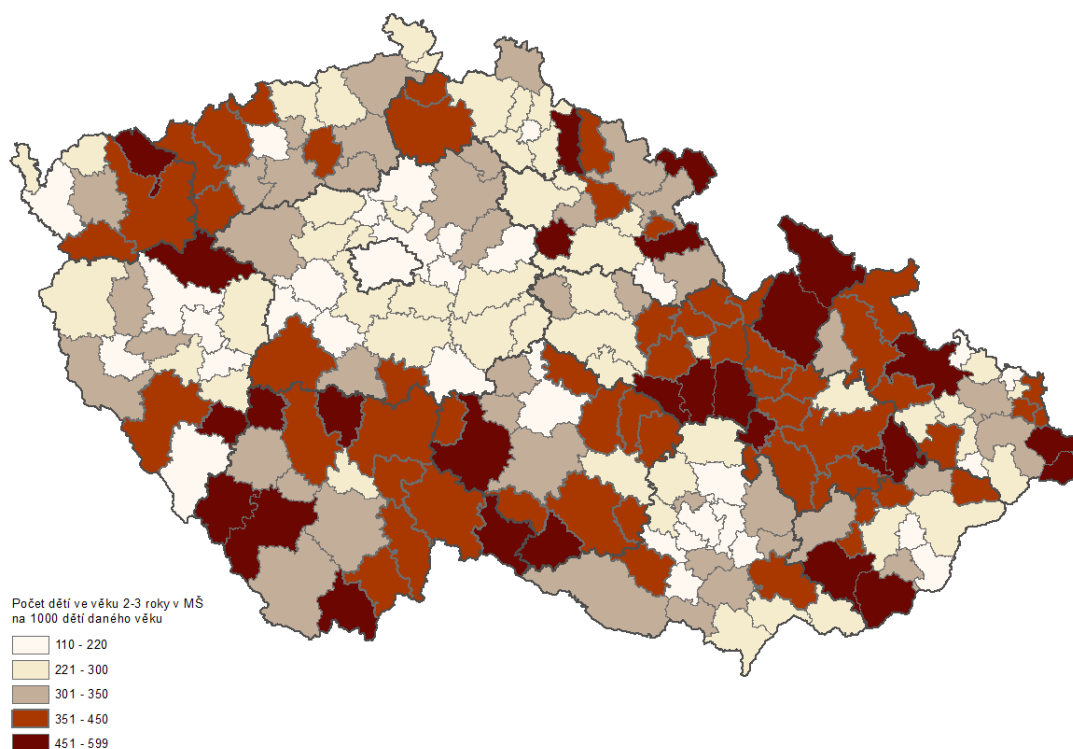 Počet dětí ve věku 2-3 roky v MŠ
na 1000 dětí daného věku
110 - 220
221 - 300
301 - 350
351 - 450
451 - 599